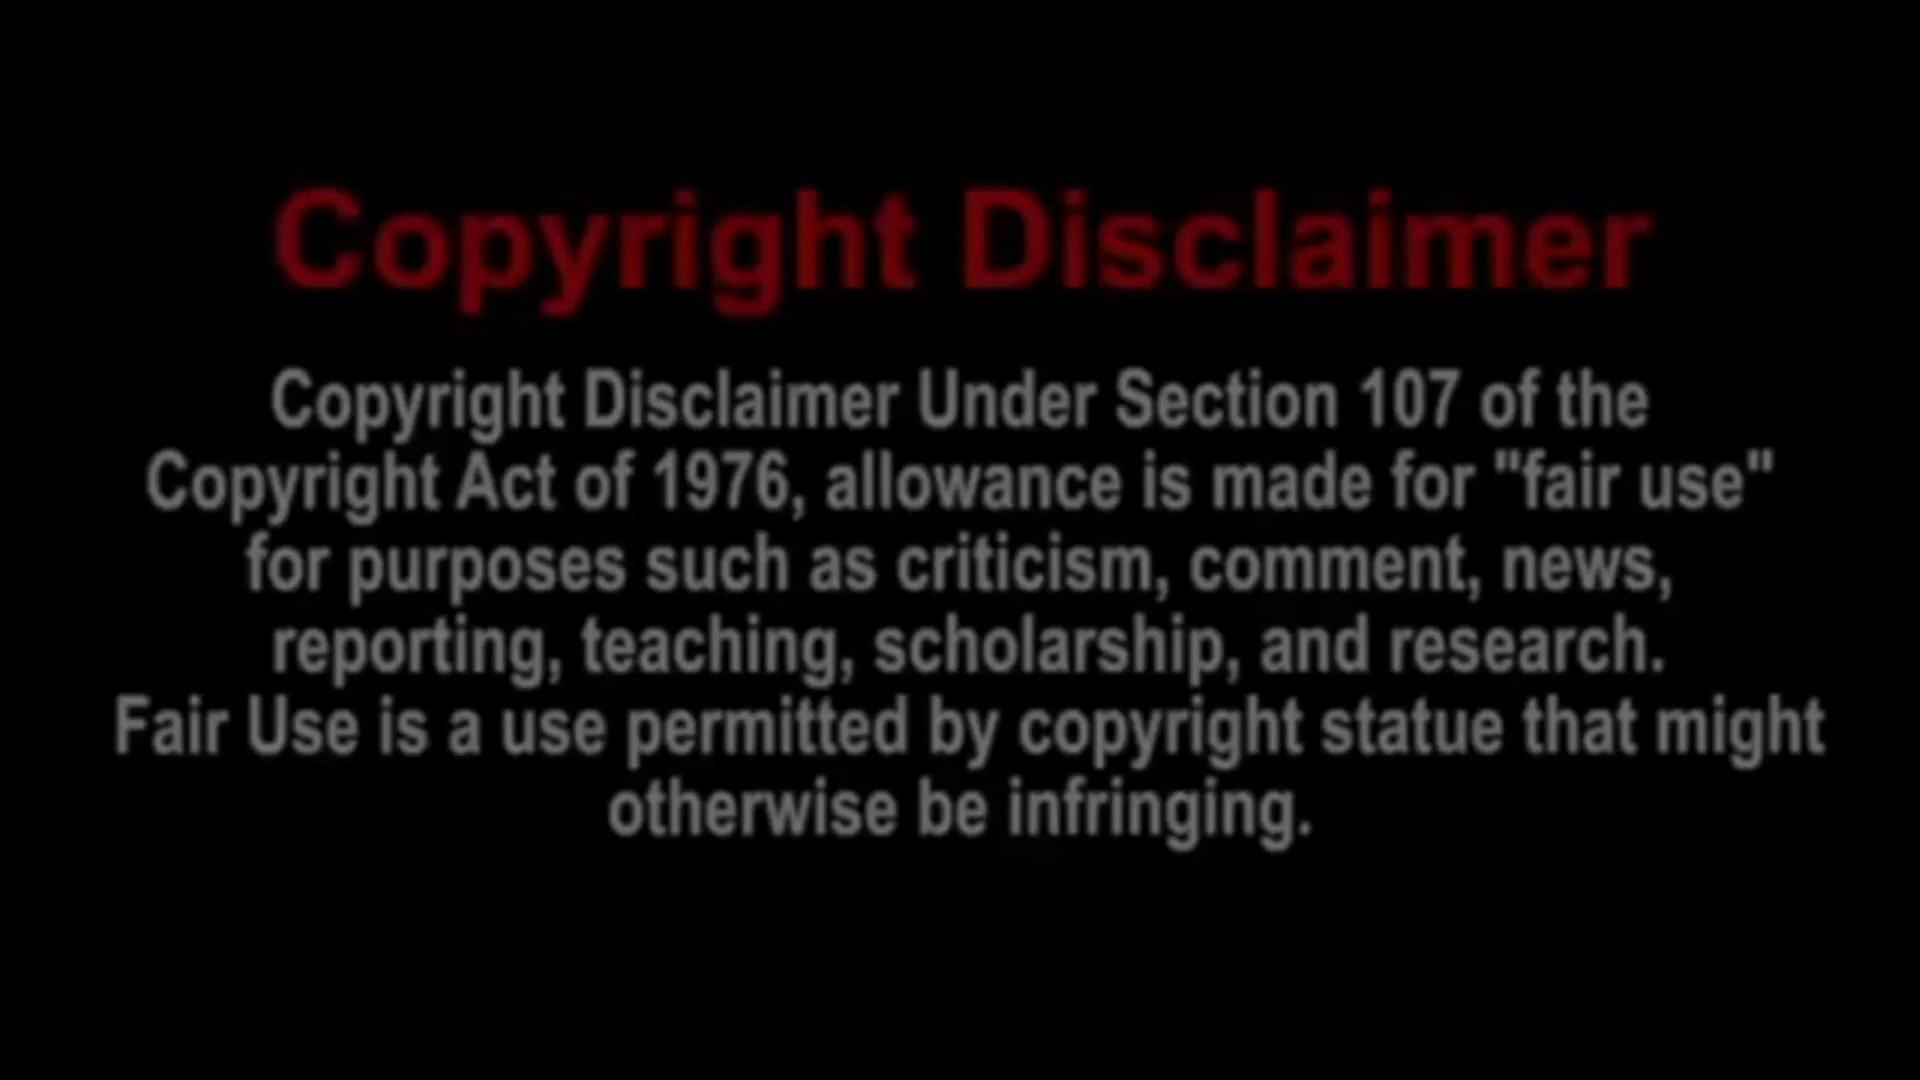 Copyright Disclaimer
Copyright Disclaimer Under Section 107 of the
Copyright Act of 1976, allowance is made for "fair use"
for purposes such as criticism, comment, news,
reporting, teaching, scholarship, and research.
Fair Use is a use permitted by copyright statue that might
otherwise be infringing.